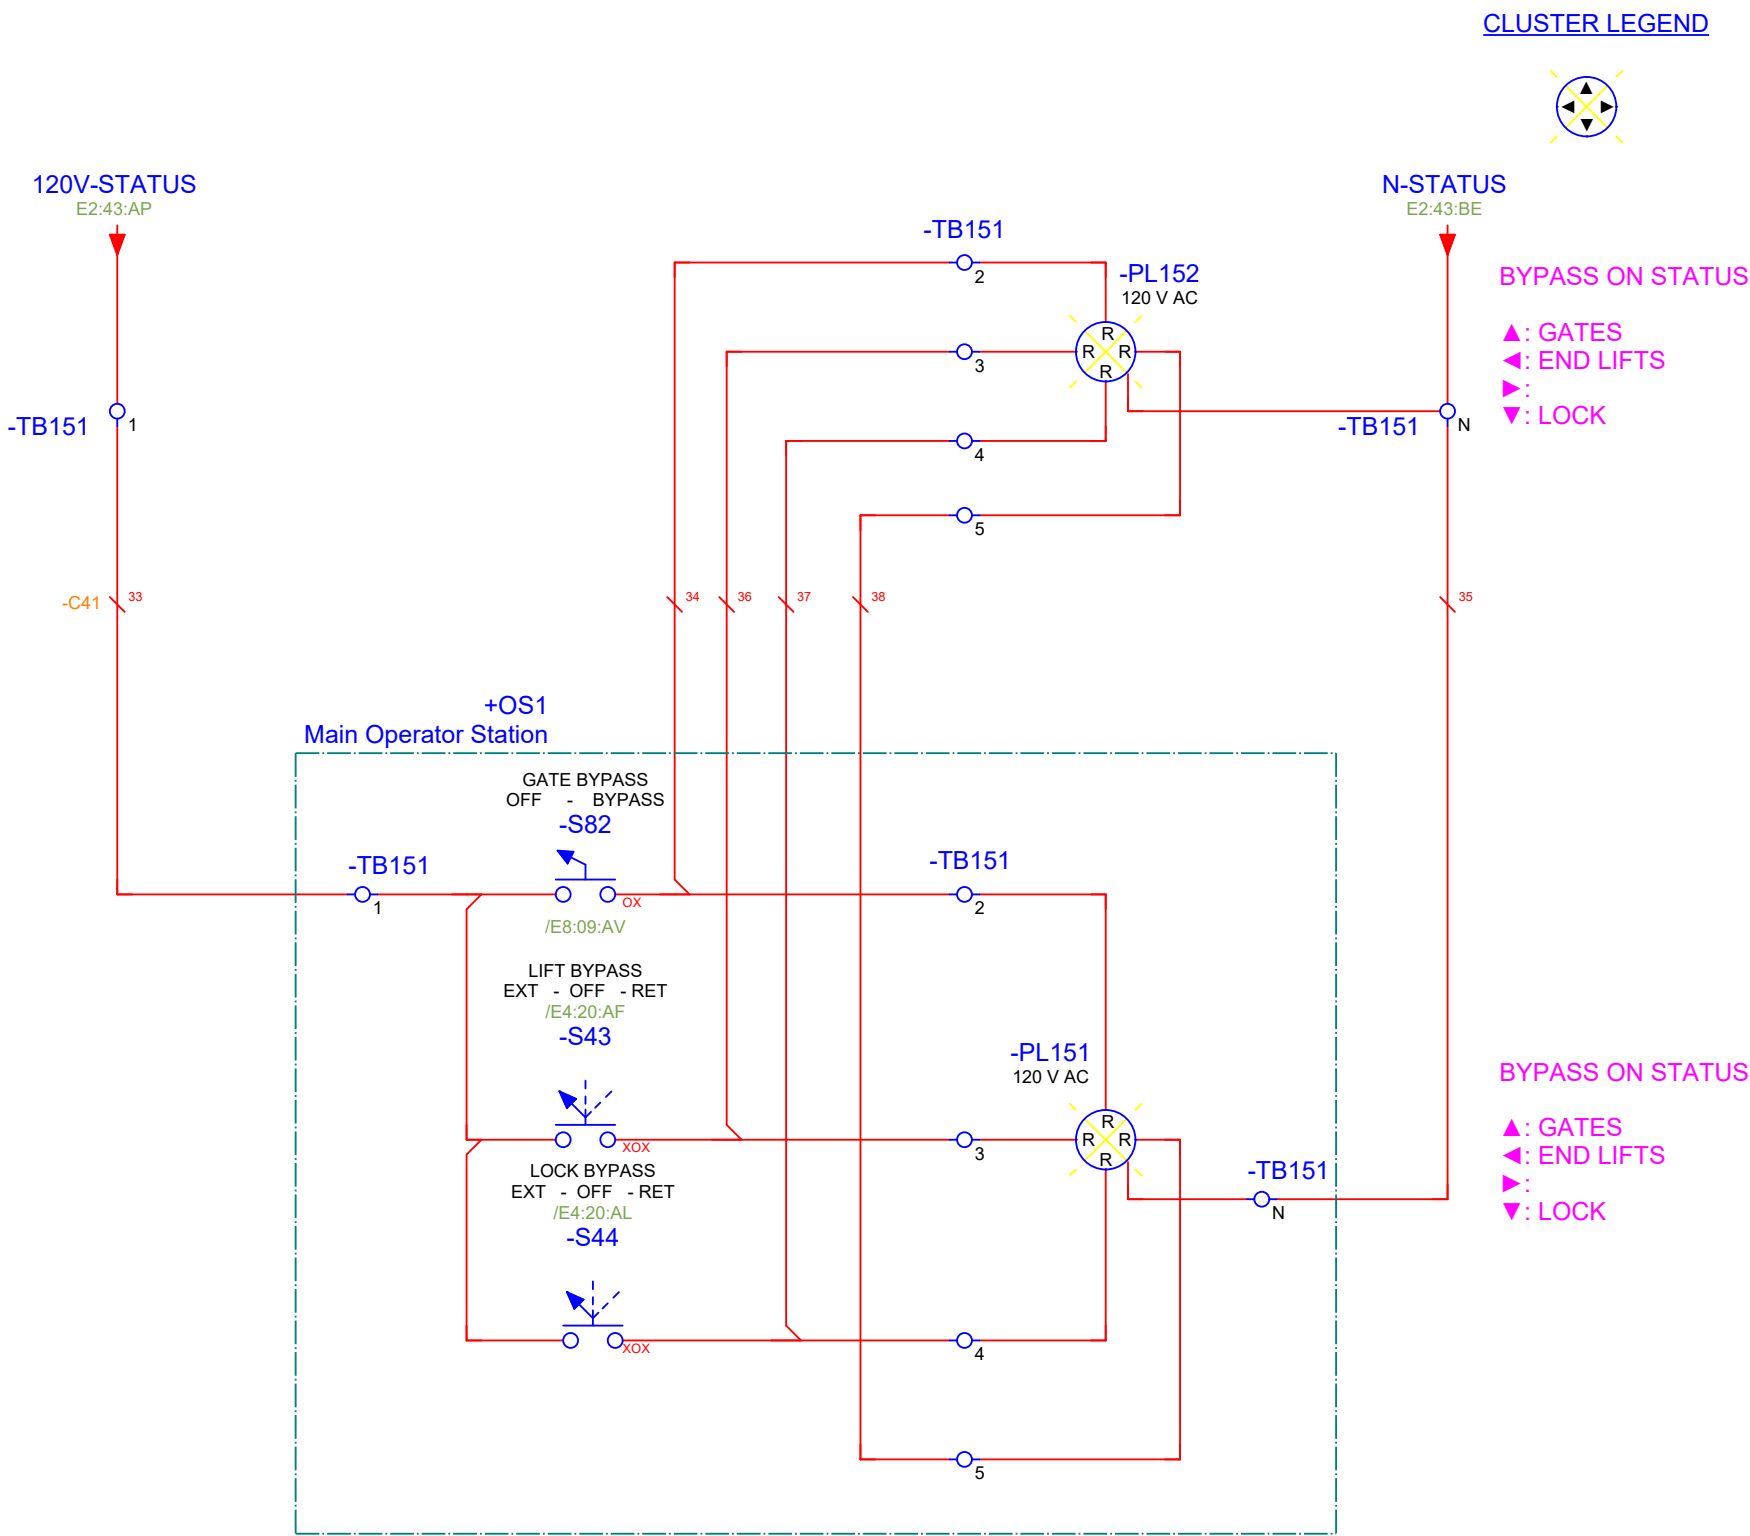 CLUSTER LEGEND
120V-STATUS
E2:43:AP
N-STATUS
E2:43:BE
-TB151
2
-PL152
120 V AC
R
R R
R
3
4
5
BYPASS ON STATUS
▲: GATES
◄: END LIFTS
►:
▼: LOCK
-TB151
1
-TB151
N
-C41
33
34
36
37
38
35
+OS1
Main Operator Station
GATE BYPASS
OFF - BYPASS
-S82
-TB151
1
OX
/E8:09:AV
-TB151
2
LIFT BYPASS
EXT - OFF - RET
/E4:20:AF
-S43
XOX
3
-PL151
120 V AC
R
R R
R
LOCK BYPASS
EXT - OFF - RET
/E4:20:AL
-S44
XOX
4
5
-TB151
N
BYPASS ON STATUS
▲: GATES
◄: END LIFTS
►:
▼: LOCK